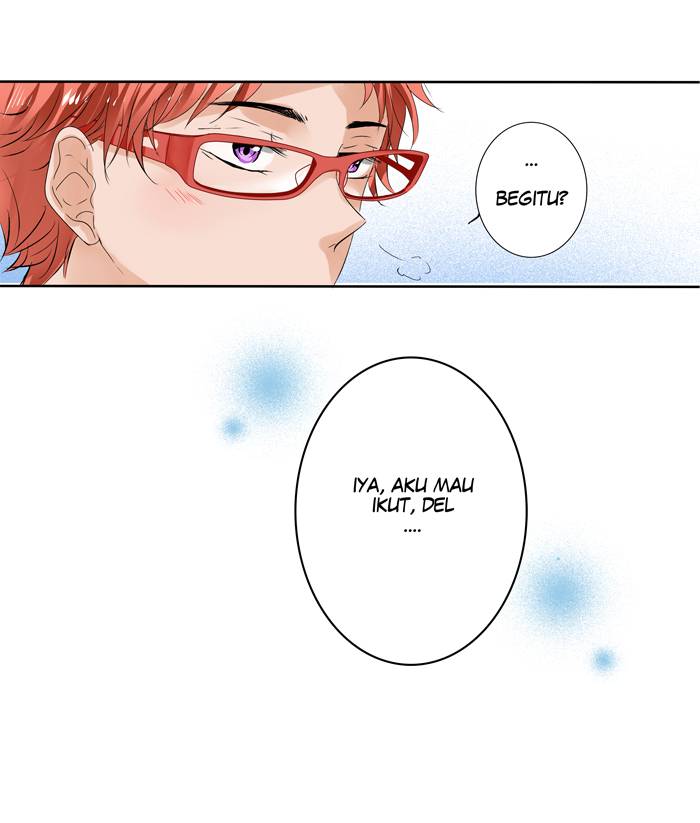 ...
BEGITU?
IYA, AKU MAU
IKUT, DEL
....